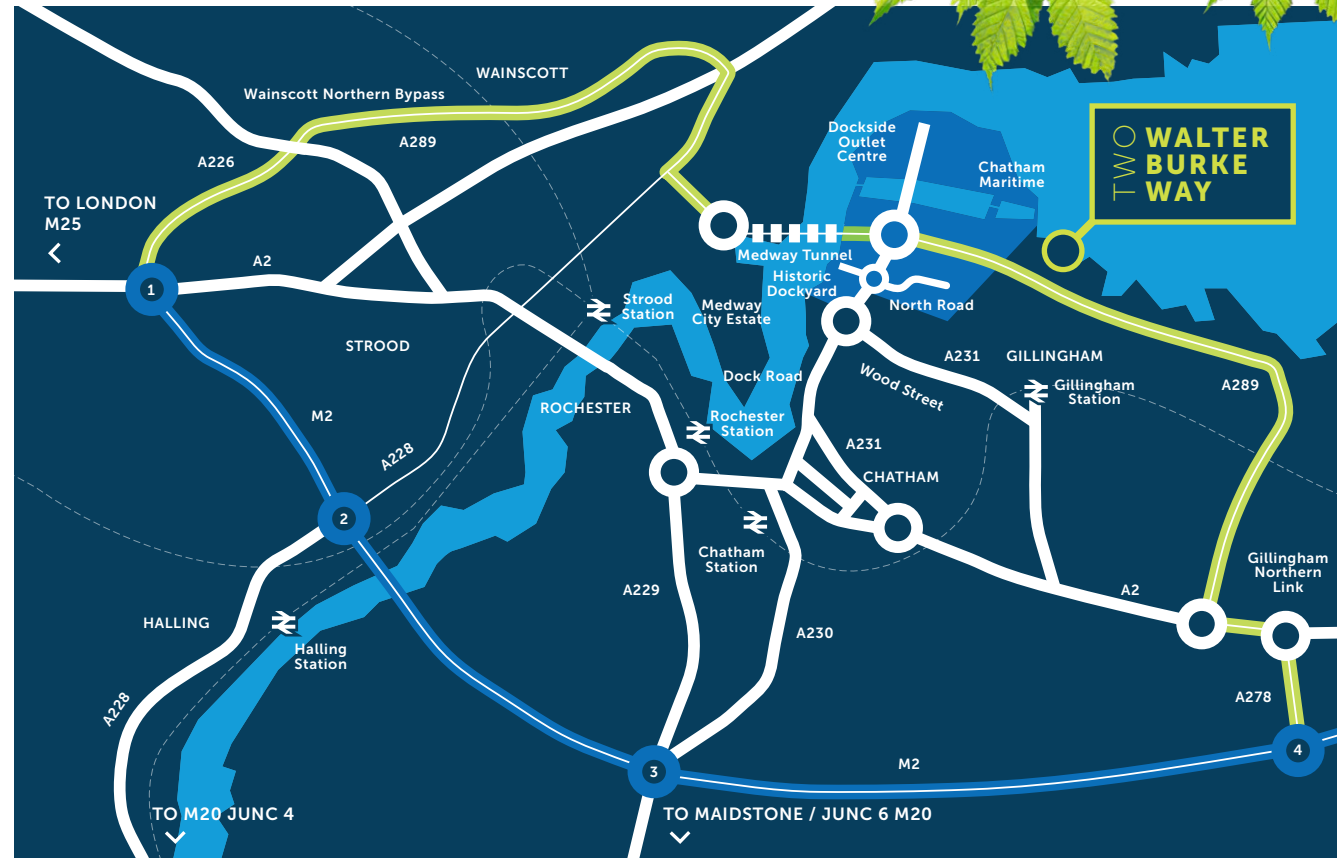 WAINSCOTT
Wainscott Northern Bypass
A289
A226
TO LONDON
M25
A2
1
STROOD
M2
A228
2
HALLING
Halling
Station
A228
TO M20 JUNC 4
Strood
Station
Medway
City Estate
ROCHESTER
Rochester
Station
Dock Road
Dockside
Outlet
Centre
Chatham
Maritime
TWO
WALTER
BURKE
WAY
Medway Tunnel
Historic
Dockyard
North Road
A231
GILLINGHAM
Gillingham
Station
Wood Street
A289
A231
CHATHAM
Chatham
Station
A229
A230
A2
Gillingham
Northern
Link
A278
4
M2
3
TO MAIDSTONE / JUNC 6 M20